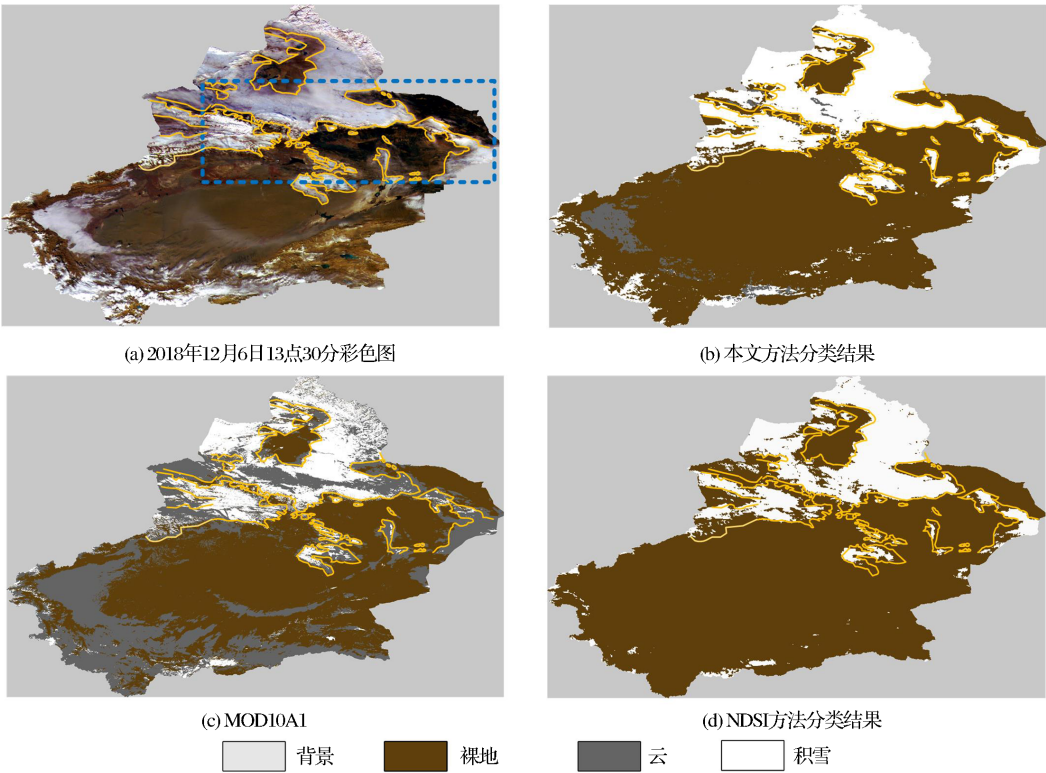 (a) 2018年12月6日13点30分彩色图
(b) 本文方法分类结果
(c) MOD10A1
(d) NDSI方法分类结果
背景
裸地
云
积雪